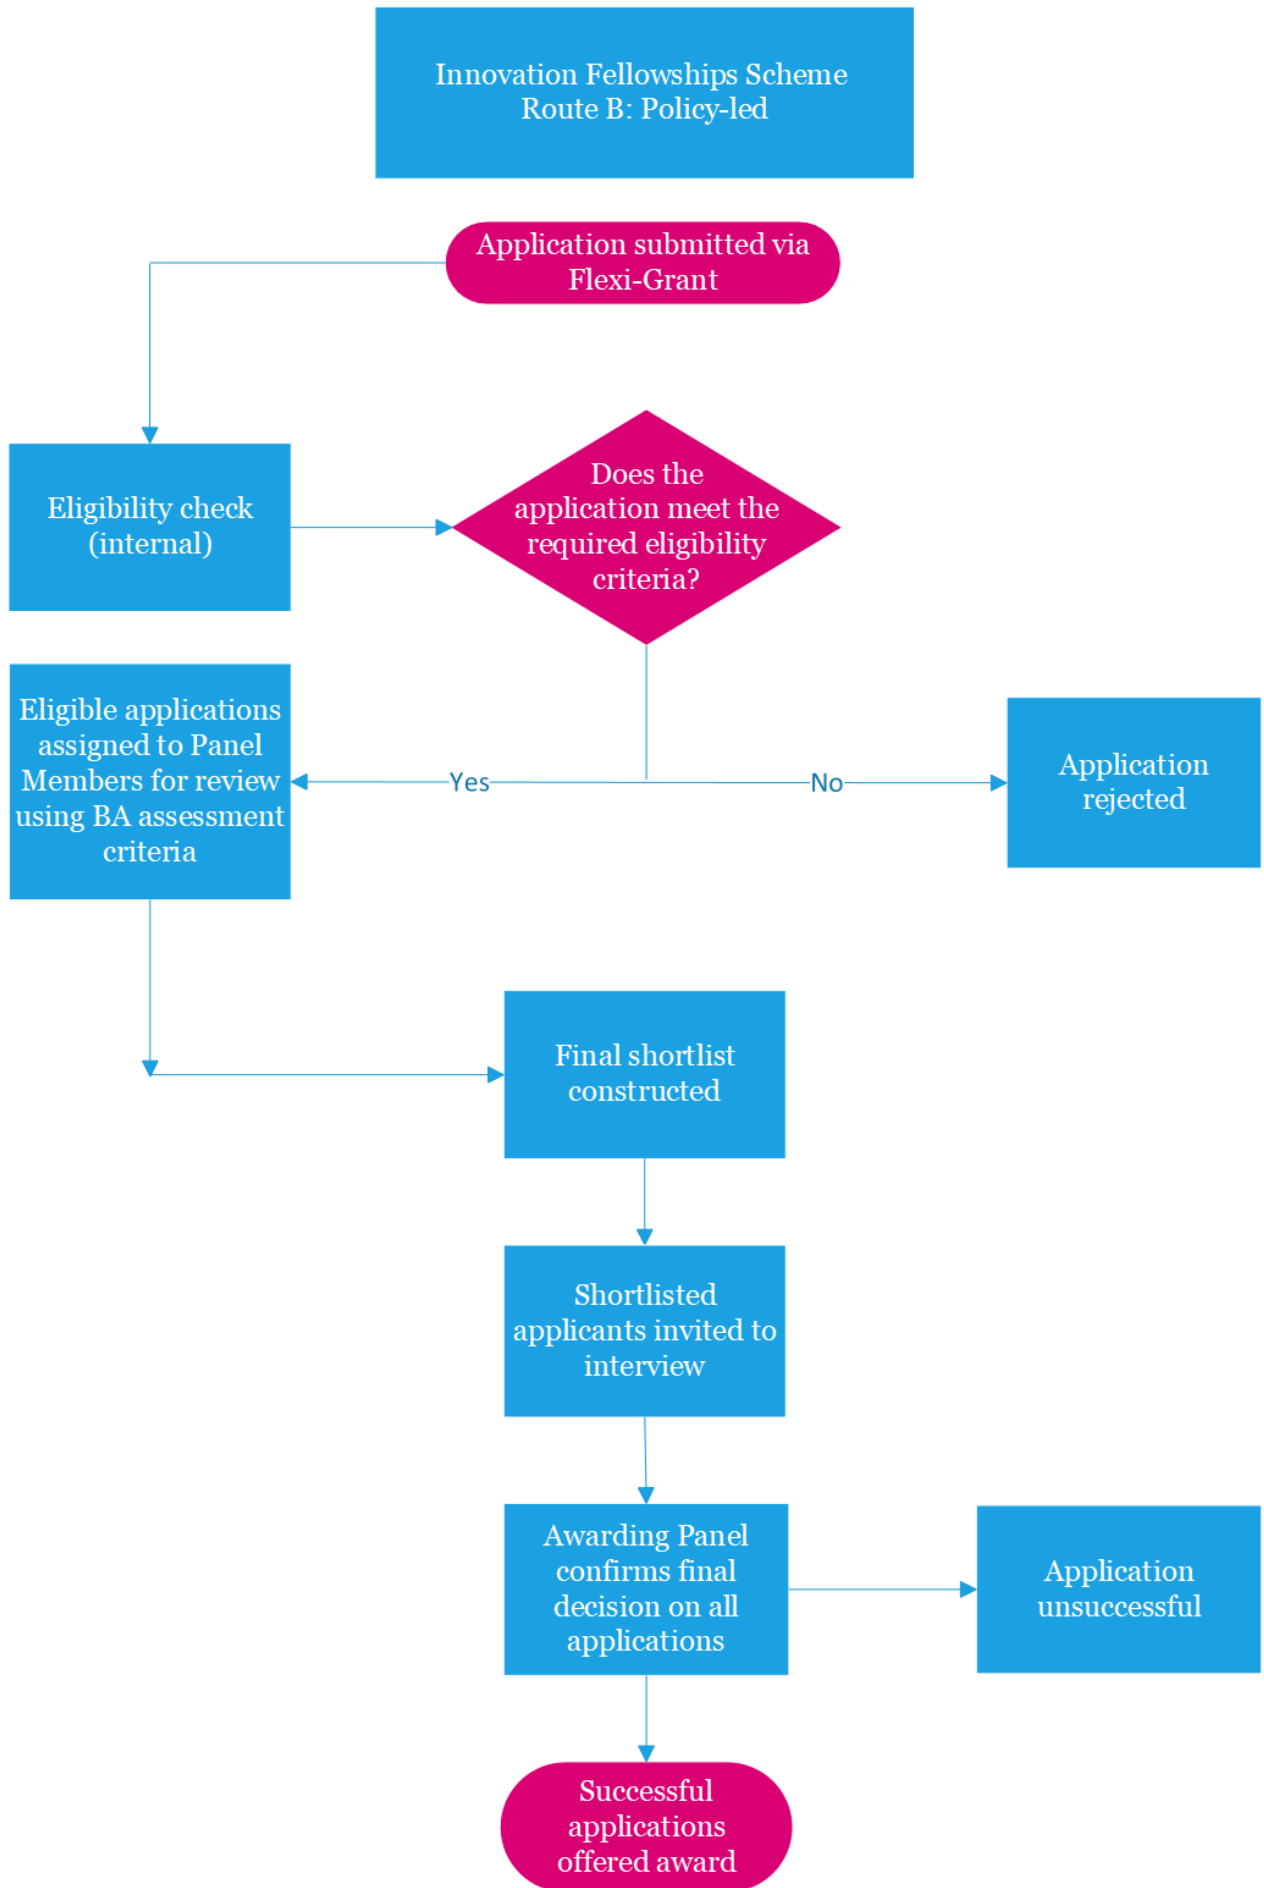 Innovation Fellowships Scheme
Route B: Policy-led
Application submitted via
Flexi-Grant
Eligibility check
(internal)
Does the
application meet the
required eligibility
criteria?
Eligible applications
assigned to Panel
Members for review
using BA assessment
criteria
Yes
No
Application
rejected
Final shortlist
constructed
Shortlisted
applicants invited to
interview
Awarding Panel
confirms final
decision on all
applications
Application
unsuccessful
Successful
applications
offered award